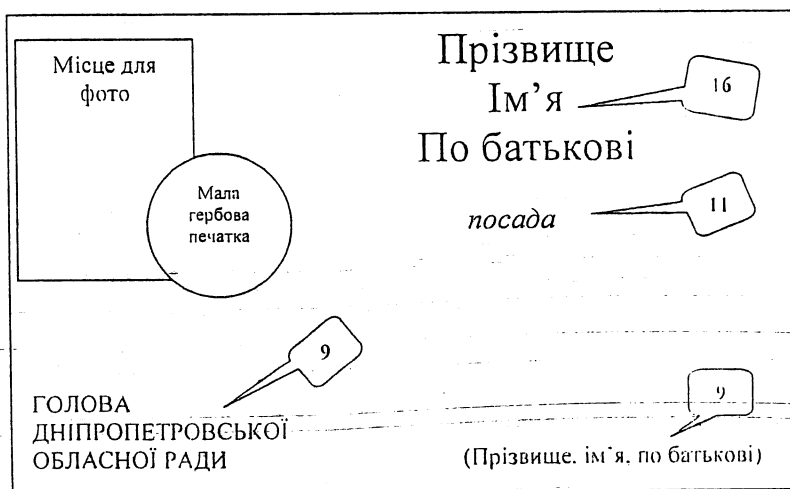 Місце для
фото
Мала
гербова
печатка
Прізвище
Ім’я
16
По батькові
посада
11
9
ГОЛОВА
ДНІПРОПЕТРОВСЬКОЇ
ОБЛАСНОЇ РАДИ
9
(Прізвище, ім’я, по батькові)